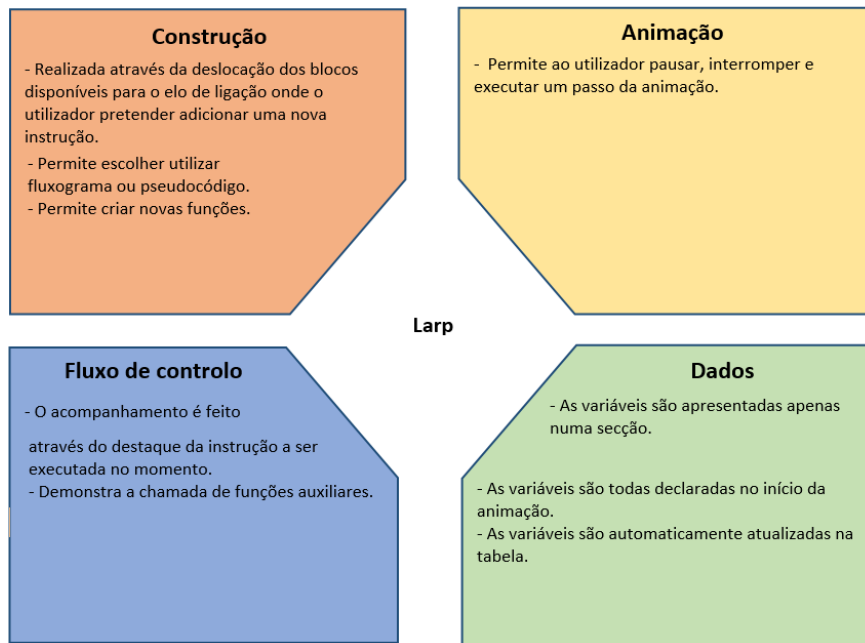 Construção
- Realizada através da deslocação dos blocos
disponíveis para o elo de ligação onde o
utilizador pretender adicionar uma nova
instrução.
- Permite escolher utilizar
fluxograma ou pseudocódigo.
- Permite criar novas funções.
Animação
- Permite ao utilizador pausar, interromper e
executar um passo da animação.
Larp
Fluxo de controlo
- O acompanhamento é feito
através do destaque da instrução a ser
executada no momento.
- Demonstra a chamada de funções auxiliares.
Dados
- As variáveis são apresentadas apenas
numa secção.
- As variáveis são todas declaradas no início da
animação.
- As variáveis são automaticamente atualizadas na
tabela.